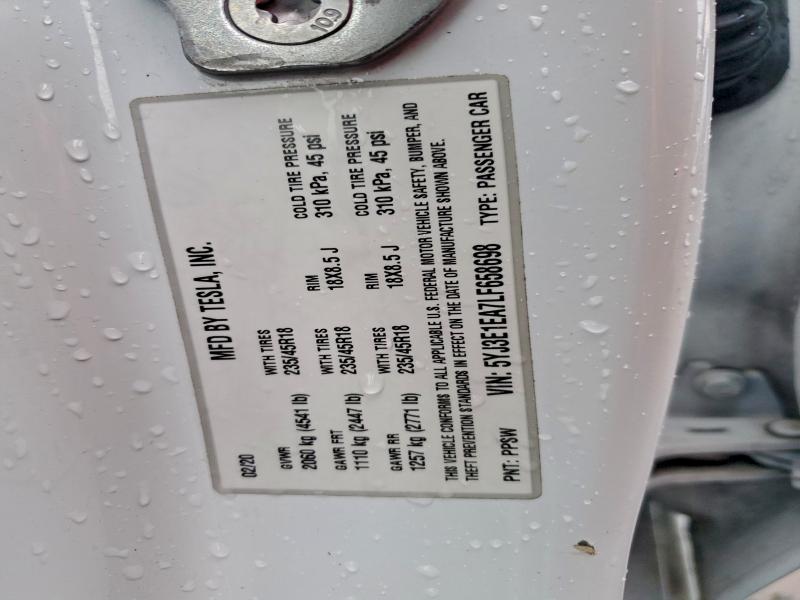 109
MFD BY TESLA, INC.
02/20
GVWR WITH TIRES RIM COLD TIRE PRESSURE
2060 kg (4541 lb) 235/45R18 18X8.5 J 310 kPa, 45 psi
GAWR FRT WITH TIRES RIM COLD TIRE PRESSURE
1110 kg (2447 lb) 235/45R18 18X8.5 J 310 kPa, 45 psi
GAWR RR WITH TIRES
1257 kg (2771 lb) 235/45R18
THIS VEHICLE CONFORMS TO ALL APPLICABLE U.S. FEDERAL MOTOR VEHICLE SAFETY, BUMPER, AND
THEFT PREVENTION STANDARDS IN EFFECT ON THE DATE OF MANUFACTURE SHOWN ABOVE.
PNT: PPSW VIN: 5YJ3E1EA7LF668698 TYPE: PASSENGER CAR